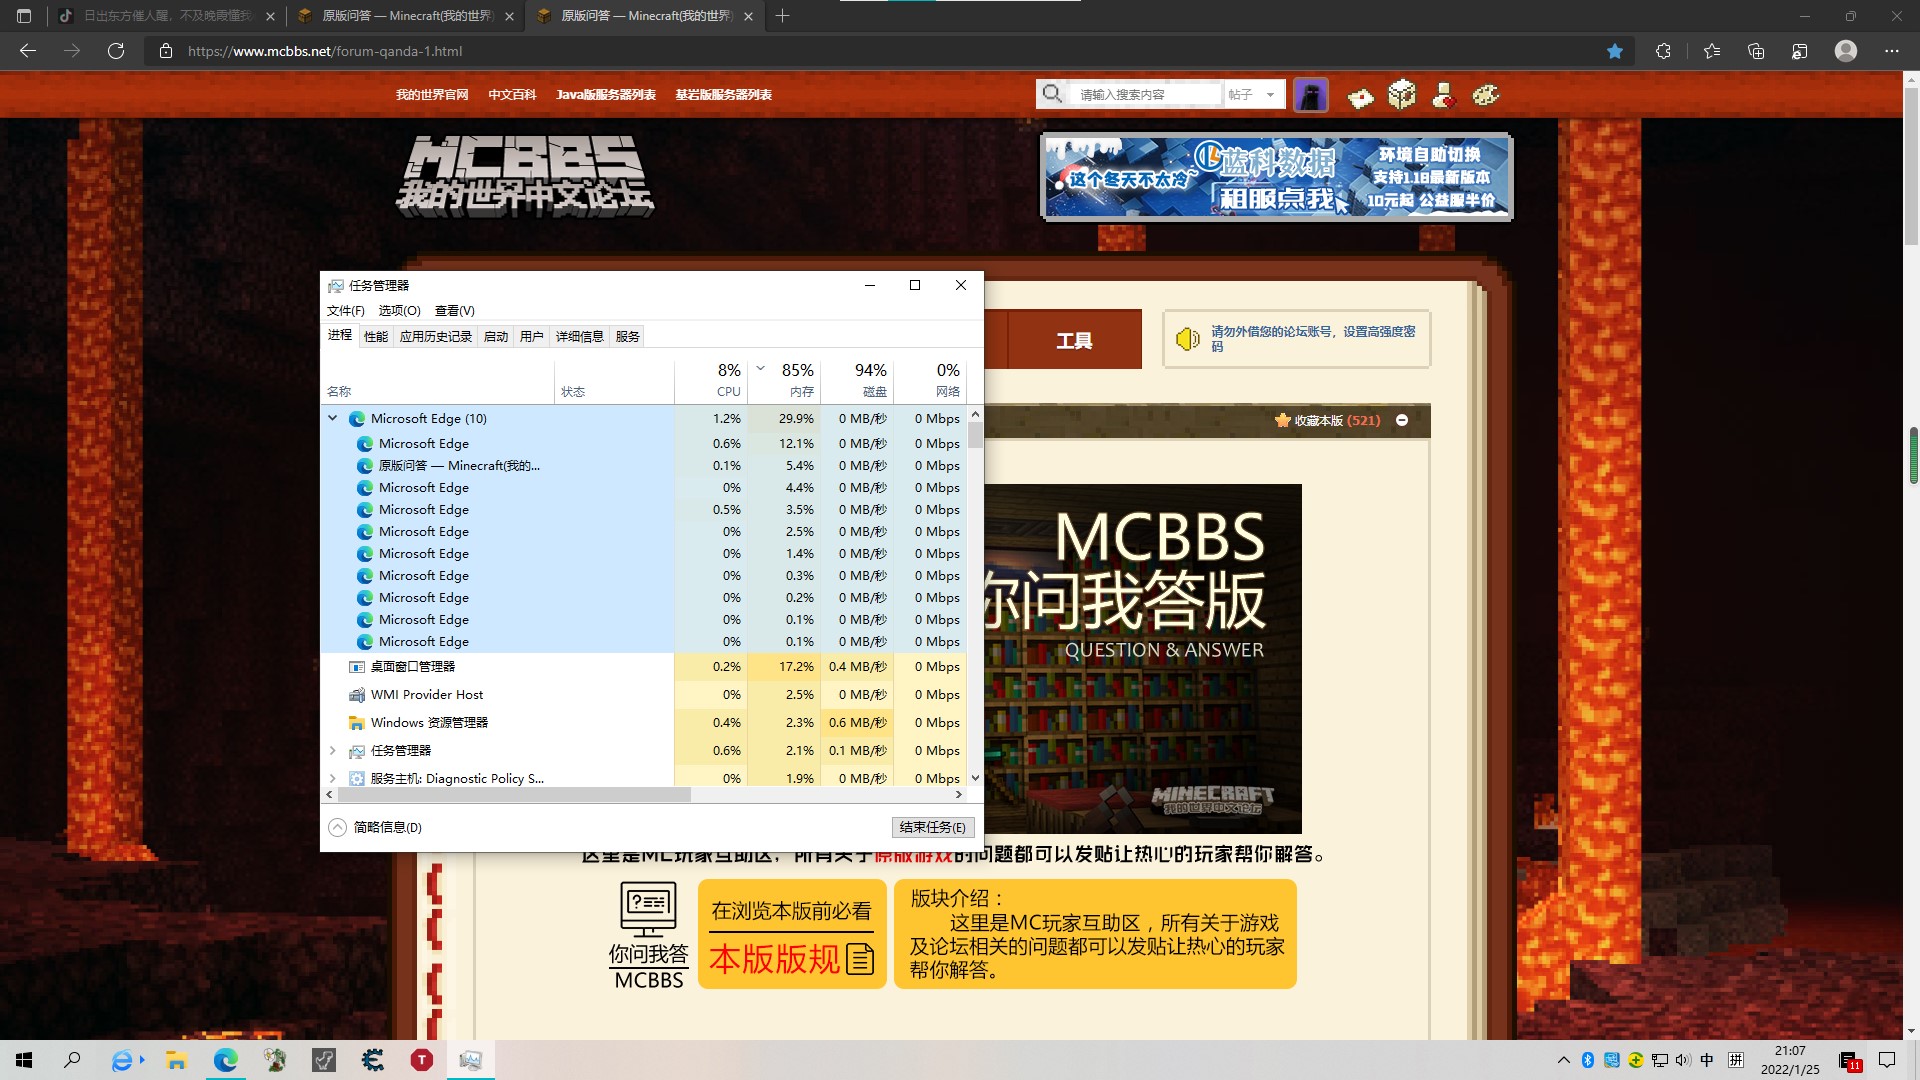 日出东方催人醒，不及晚雨懂我
原版问答 — Minecraft(我的世界)
原版问答 — Minecraft(我的世界)
https://www.mcbbs.net/forum-qanda-1.html
我的世界官网 中文百科 Java版服务器列表 基岩版服务器列表
请输入搜索内容 帖子
MCBBS
我的世界中文论坛
这个冬天不太冷~
蓝科数据
租服点我
环境自助切换
支持1.18最新版本
10元起 公益服半价
任务管理器
文件(F) 选项(O) 查看(V)
进程 性能 应用历史记录 启动 用户 详细信息 服务
工具
请勿外借您的论坛账号，设置高强度密
码
8% 85% 94% 0%
名称 状态 CPU 内存 磁盘 网络
收藏本版 (521)
Microsoft Edge (10) 1.2% 29.9% 0 MB/秒 0 Mbps
Microsoft Edge 0.6% 12.1% 0 MB/秒 0 Mbps
原版问答 — Minecraft(我的... 0.1% 5.4% 0 MB/秒 0 Mbps
Microsoft Edge 0% 4.4% 0 MB/秒 0 Mbps
Microsoft Edge 0.5% 3.5% 0 MB/秒 0 Mbps
Microsoft Edge 0% 2.5% 0 MB/秒 0 Mbps
Microsoft Edge 0% 1.4% 0 MB/秒 0 Mbps
Microsoft Edge 0% 0.3% 0 MB/秒 0 Mbps
Microsoft Edge 0% 0.2% 0 MB/秒 0 Mbps
Microsoft Edge 0% 0.1% 0 MB/秒 0 Mbps
Microsoft Edge 0% 0.1% 0 MB/秒 0 Mbps
桌面窗口管理器 0.2% 17.2% 0.4 MB/秒 0 Mbps
WMI Provider Host 0% 2.5% 0 MB/秒 0 Mbps
Windows 资源管理器 0.4% 2.3% 0.6 MB/秒 0 Mbps
任务管理器 0.6% 2.1% 0.1 MB/秒 0 Mbps
服务主机: Diagnostic Policy S... 0% 1.9% 0 MB/秒 0 Mbps
简略信息(D) 结束任务(E)
MCBBS
你问我答版
QUESTION & ANSWER
MINECRAFT
我的世界中文论坛
这里是MC玩家互助区，所有关于原版游戏的问题都可以发贴让热心的玩家帮你解答。
你问我答
MCBBS
在浏览本版前必看
本版版规
版块介绍：
这里是MC玩家互助区，所有关于游戏
及论坛相关的问题都可以发贴让热心的玩家
帮你解答。
T
中 拼
21:07
2022/1/25
11